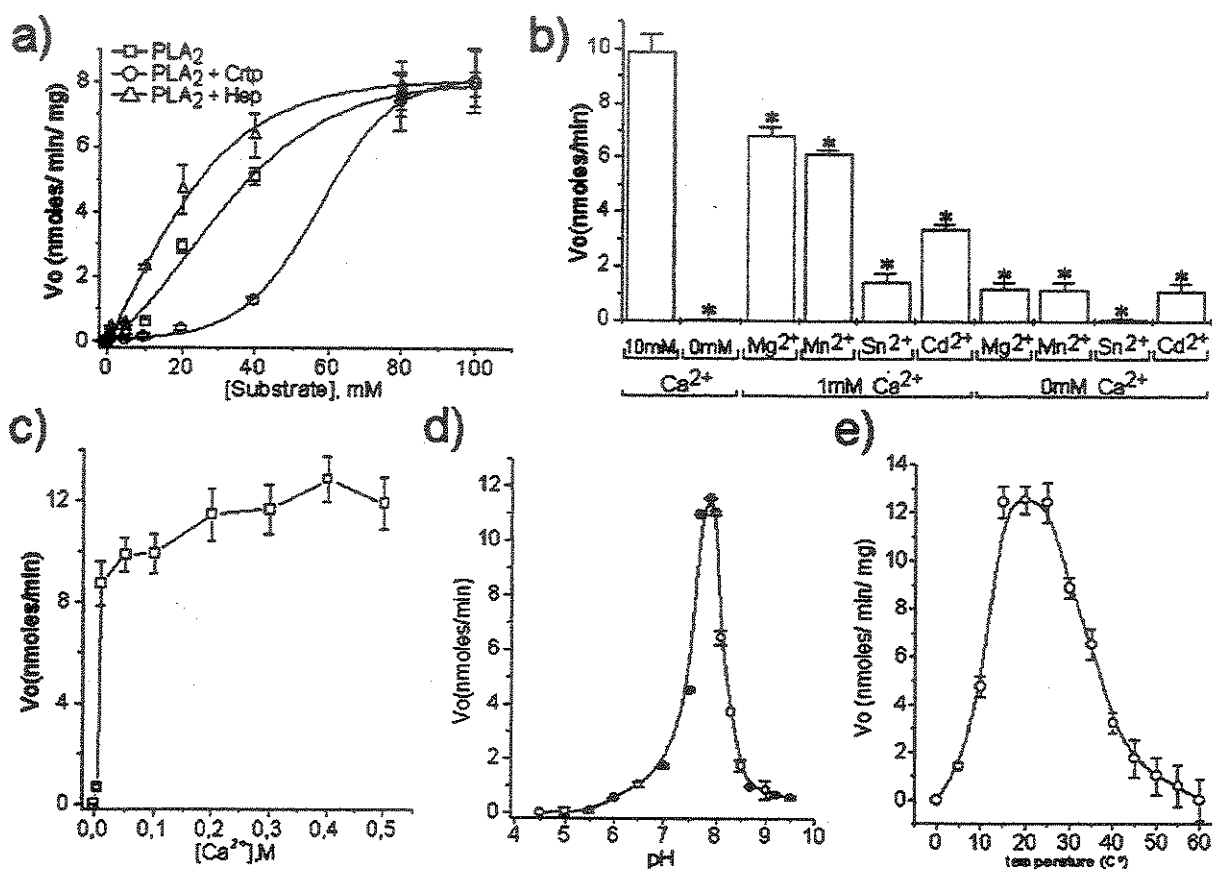 a)
PLA2
PLA2 + Crtp
PLA2 + Hep
Vo (nmoles/ min/ mg)
8
6
4
2
0
0 20 40 60 80 100
[Substrate], mM
b)
Vo(nmoles/min)
10
8
6
4
2
0
* * * * * * * * *
10mM 0mM Mg2+ Mn2+ Sn2+ Cd2+ Mg2+ Mn2+ Sn2+ Cd2+
Ca2+ 1mM Ca2+ 0mM Ca2+
c)
Vo(nmoles/min)
12
8
4
0
0,0 0,1 0,2 0,3 0,4 0,5
[Ca2+],M
d)
Vo(nmoles/min)
12
10
8
6
4
2
0
4 5 6 7 8 9 10
pH
e)
Vo (nmoles/ min/ mg)
14
12
10
8
6
4
2
0
0 10 20 30 40 50 60
temperature (C°)